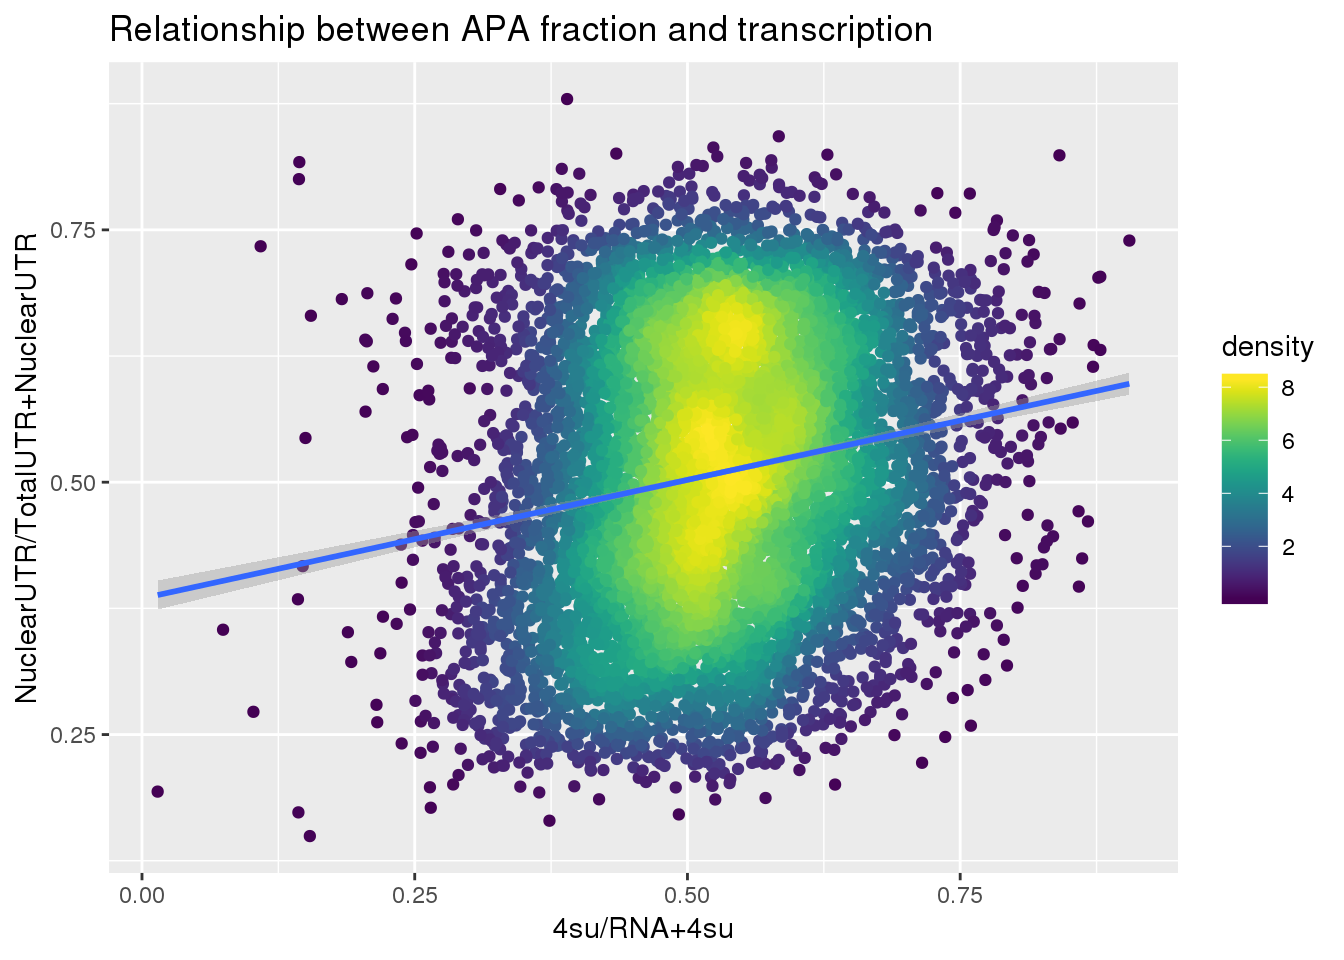 Relationship between APA fraction and transcription
NuclearUTR/TotalUTR+NuclearUTR
0.75
0.50
0.25
0.00
0.25
0.50
0.75
4su/RNA+4su
density
8
6
4
2